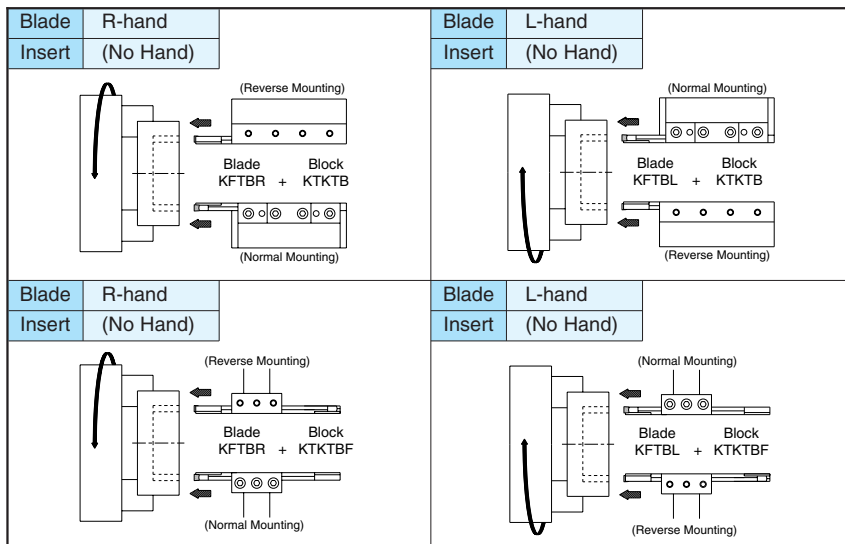 Blade R-hand
Insert (No Hand)
(Reverse Mounting)
Blade Block
KFTBR + KTKTB
(Normal Mounting)
Blade L-hand
Insert (No Hand)
(Normal Mounting)
Blade Block
KFTBL + KTKTB
(Reverse Mounting)
Blade R-hand
Insert (No Hand)
(Reverse Mounting)
Blade Block
KFTBR + KTKTBF
(Normal Mounting)
Blade L-hand
Insert (No Hand)
(Normal Mounting)
Blade Block
KFTBL + KTKTBF
(Reverse Mounting)